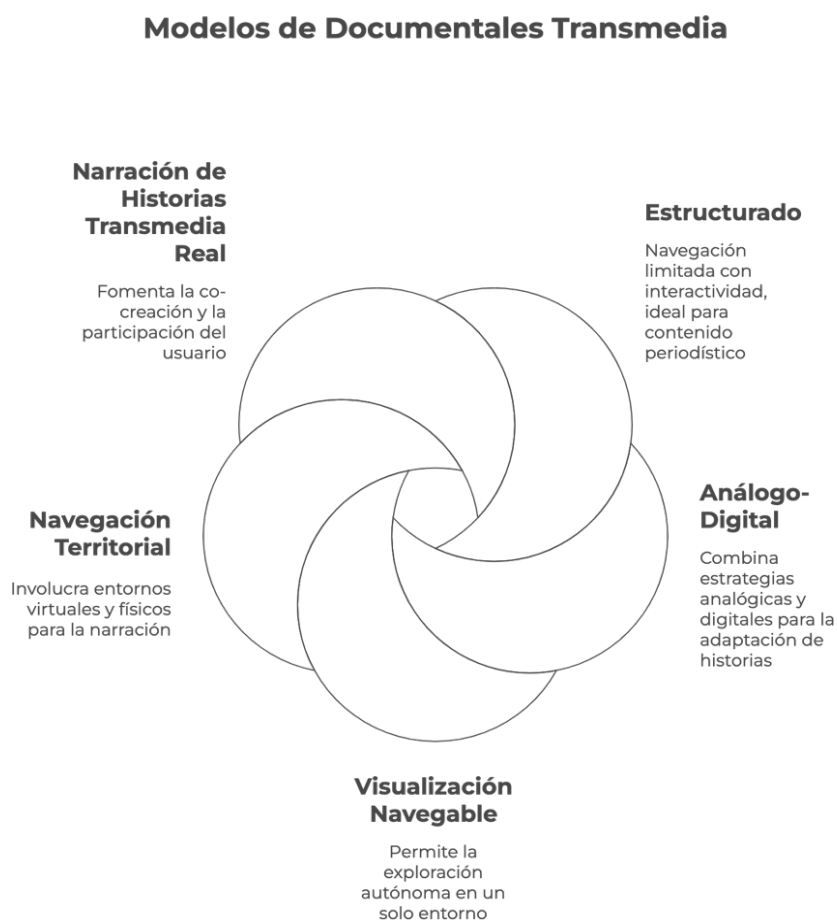 Modelos de Documentales Transmedia
Narración de
Historias
Transmedia
Real
Fomenta la co-
creación y la
participación del
usuario
Estructurado
Navegación
limitada con
interactividad,
ideal para
contenido
periodístico
Navegación
Territorial
Involucra entornos
virtuales y físicos
para la narración
Análogo-
Digital
Combina
estrategias
analógicas y
digitales para la
adaptación de
historias
Visualización
Navegable
Permite la
exploración
autónoma en un
solo entorno